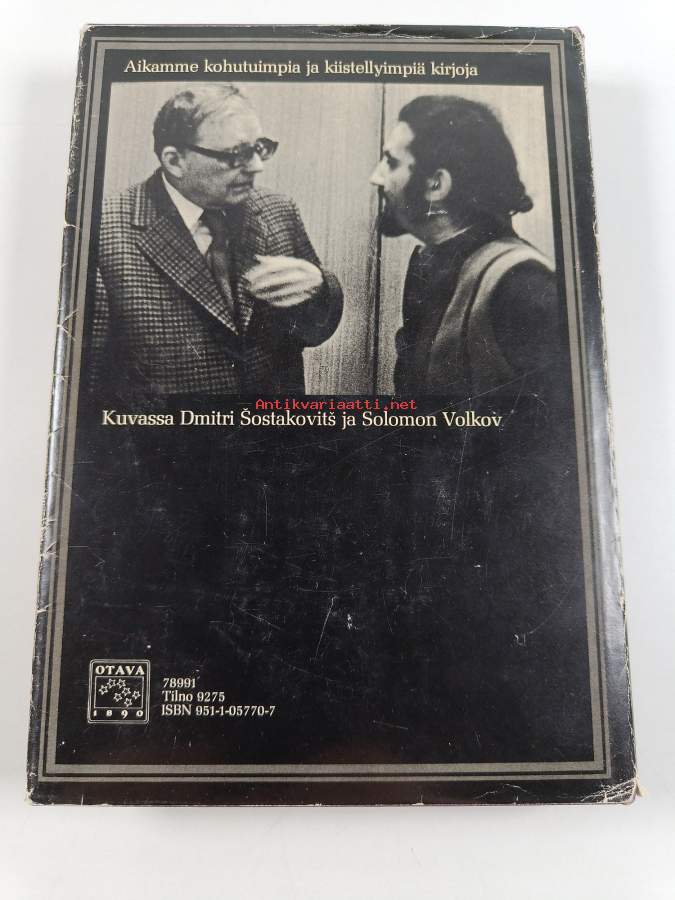 Aikamme kohutuimpia ja kiistellyimpiä kirjoja
Antikvariaatti.net
Kuvassa Dmitri Šostakovitš ja Solomon Volkov
OTAVA
1890
78991
Tilno 9275
ISBN 951-1-05770-7